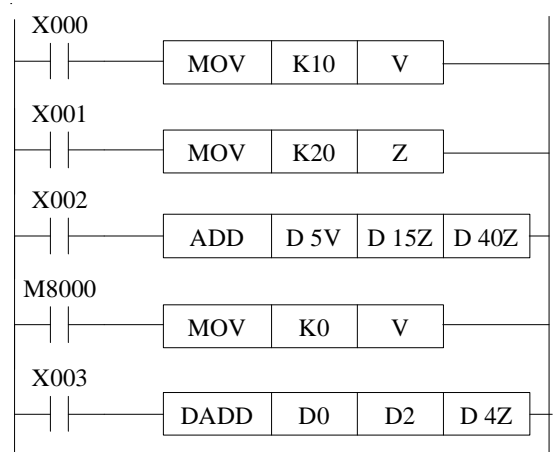 X000
MOV K10 V
X001
MOV K20 Z
X002
ADD D 5V D 15Z D 40Z
M8000
MOV K0 V
X003
DADD D0 D2 D 4Z